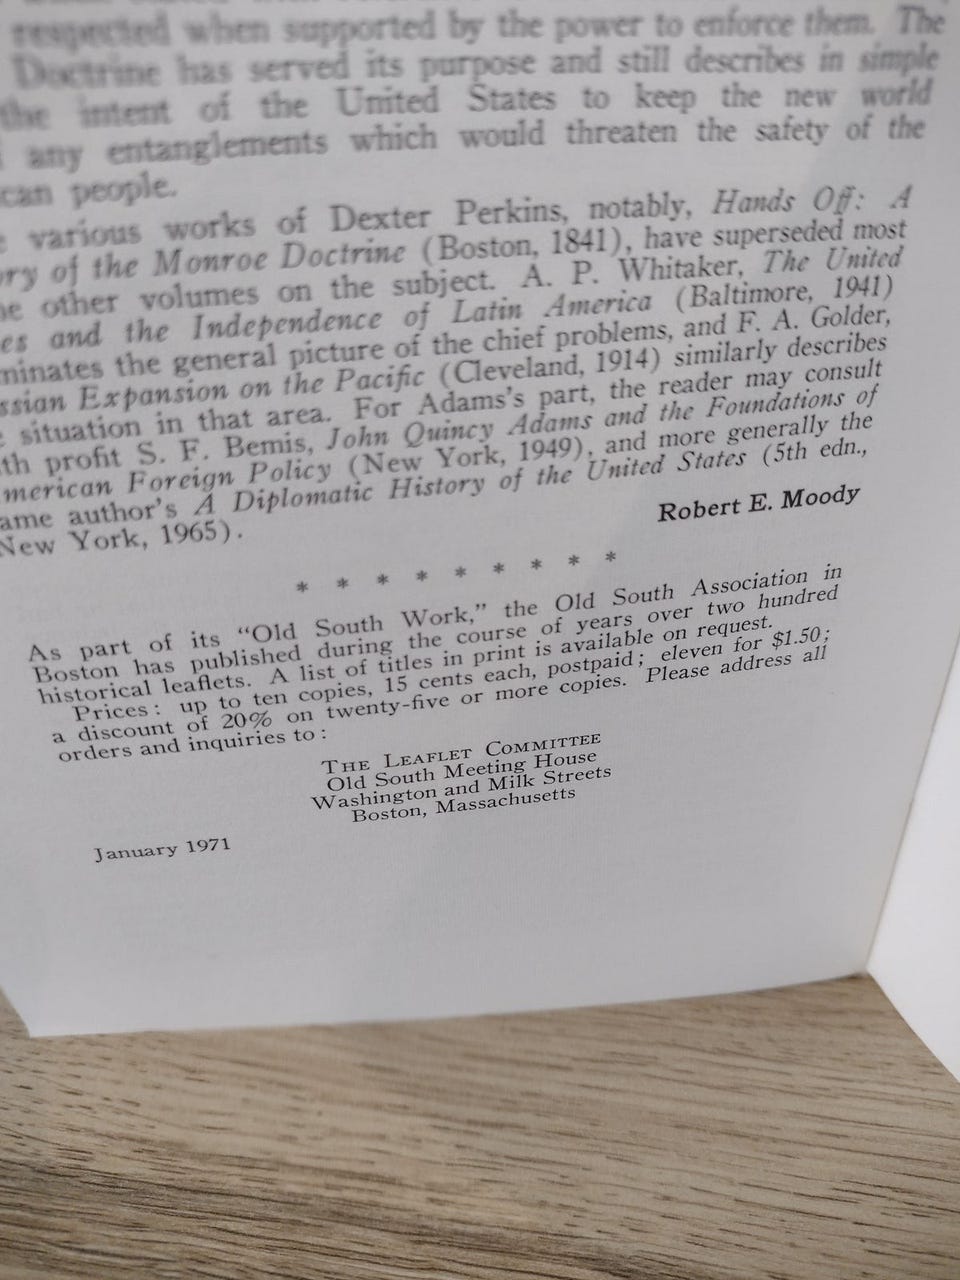 respected when supported by the power to enforce them. The
Doctrine has served its purpose and still describes in simple
the intent of the United States to keep the new world
any entanglements which would threaten the safety of the
can people.
various works of Dexter Perkins, notably, Hands Off: A
ory of the Monroe Doctrine (Boston, 1841), have superseded most
he other volumes on the subject. A. P. Whitaker, The United
es and the Independence of Latin America (Baltimore, 1941)
minates the general picture of the chief problems, and F. A. Golder,
ssian Expansion on the Pacific (Cleveland, 1914) similarly describes
situation in that area. For Adams's part, the reader may consult
th profit S. F. Bemis, John Quincy Adams and the Foundations of
merican Foreign Policy (New York, 1949), and more generally the
ame author's A Diplomatic History of the United States (5th edn.,
New York, 1965).
Robert E. Moody
* * * * * * * * *
As part of its "Old South Work," the Old South Association in
Boston has published during the course of years over two hundred
historical leaflets. A list of titles in print is available on request.
Prices: up to ten copies, 15 cents each, postpaid; eleven for $1.50;
a discount of 20% on twenty-five or more copies. Please address all
orders and inquiries to:
THE LEAFLET COMMITTEE
Old South Meeting House
Washington and Milk Streets
Boston, Massachusetts
January 1971